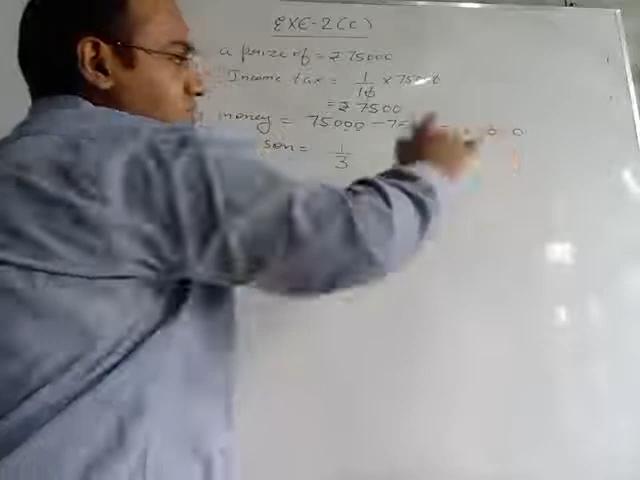 EXE-2(c)
a prize of = ₹ 75000
Income tax = 1/10 × 75000
= ₹ 7500
money = 75000 - 7
son = 1/3